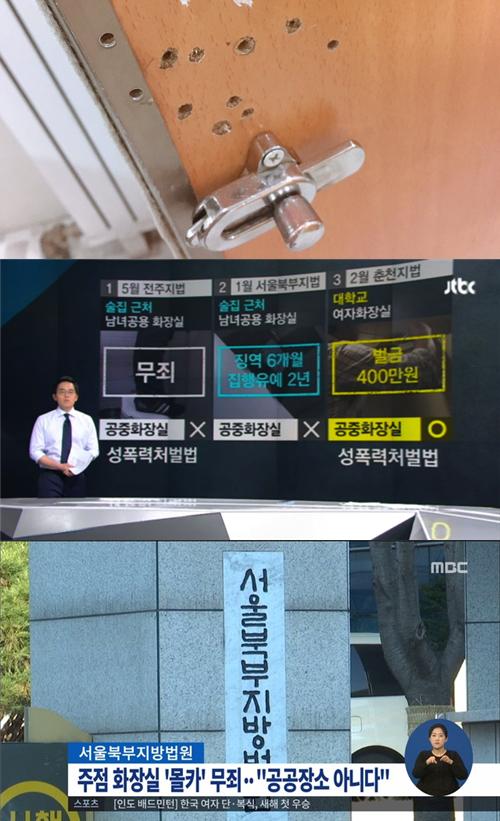 1 5월 전주지법
2 1월 서울북부지법
3 2월 춘천지법
jtbc
술집 근처
남녀공용 화장실
술집 근처
남녀공용 화장실
대학교
여자화장실
무죄
징역 6개월
집행유예 2년
벌금
400만원
공중화장실 X
공중화장실 X
공중화장실 O
성폭력처벌법
성폭력처벌법
MBC
서울북부지방법
서울북부지방법원
주점 화장실 '몰카' 무죄‥"공공장소 아니다"
스포츠 [인도 배드민턴] 한국 여자 단·복식, 새해 첫 우승